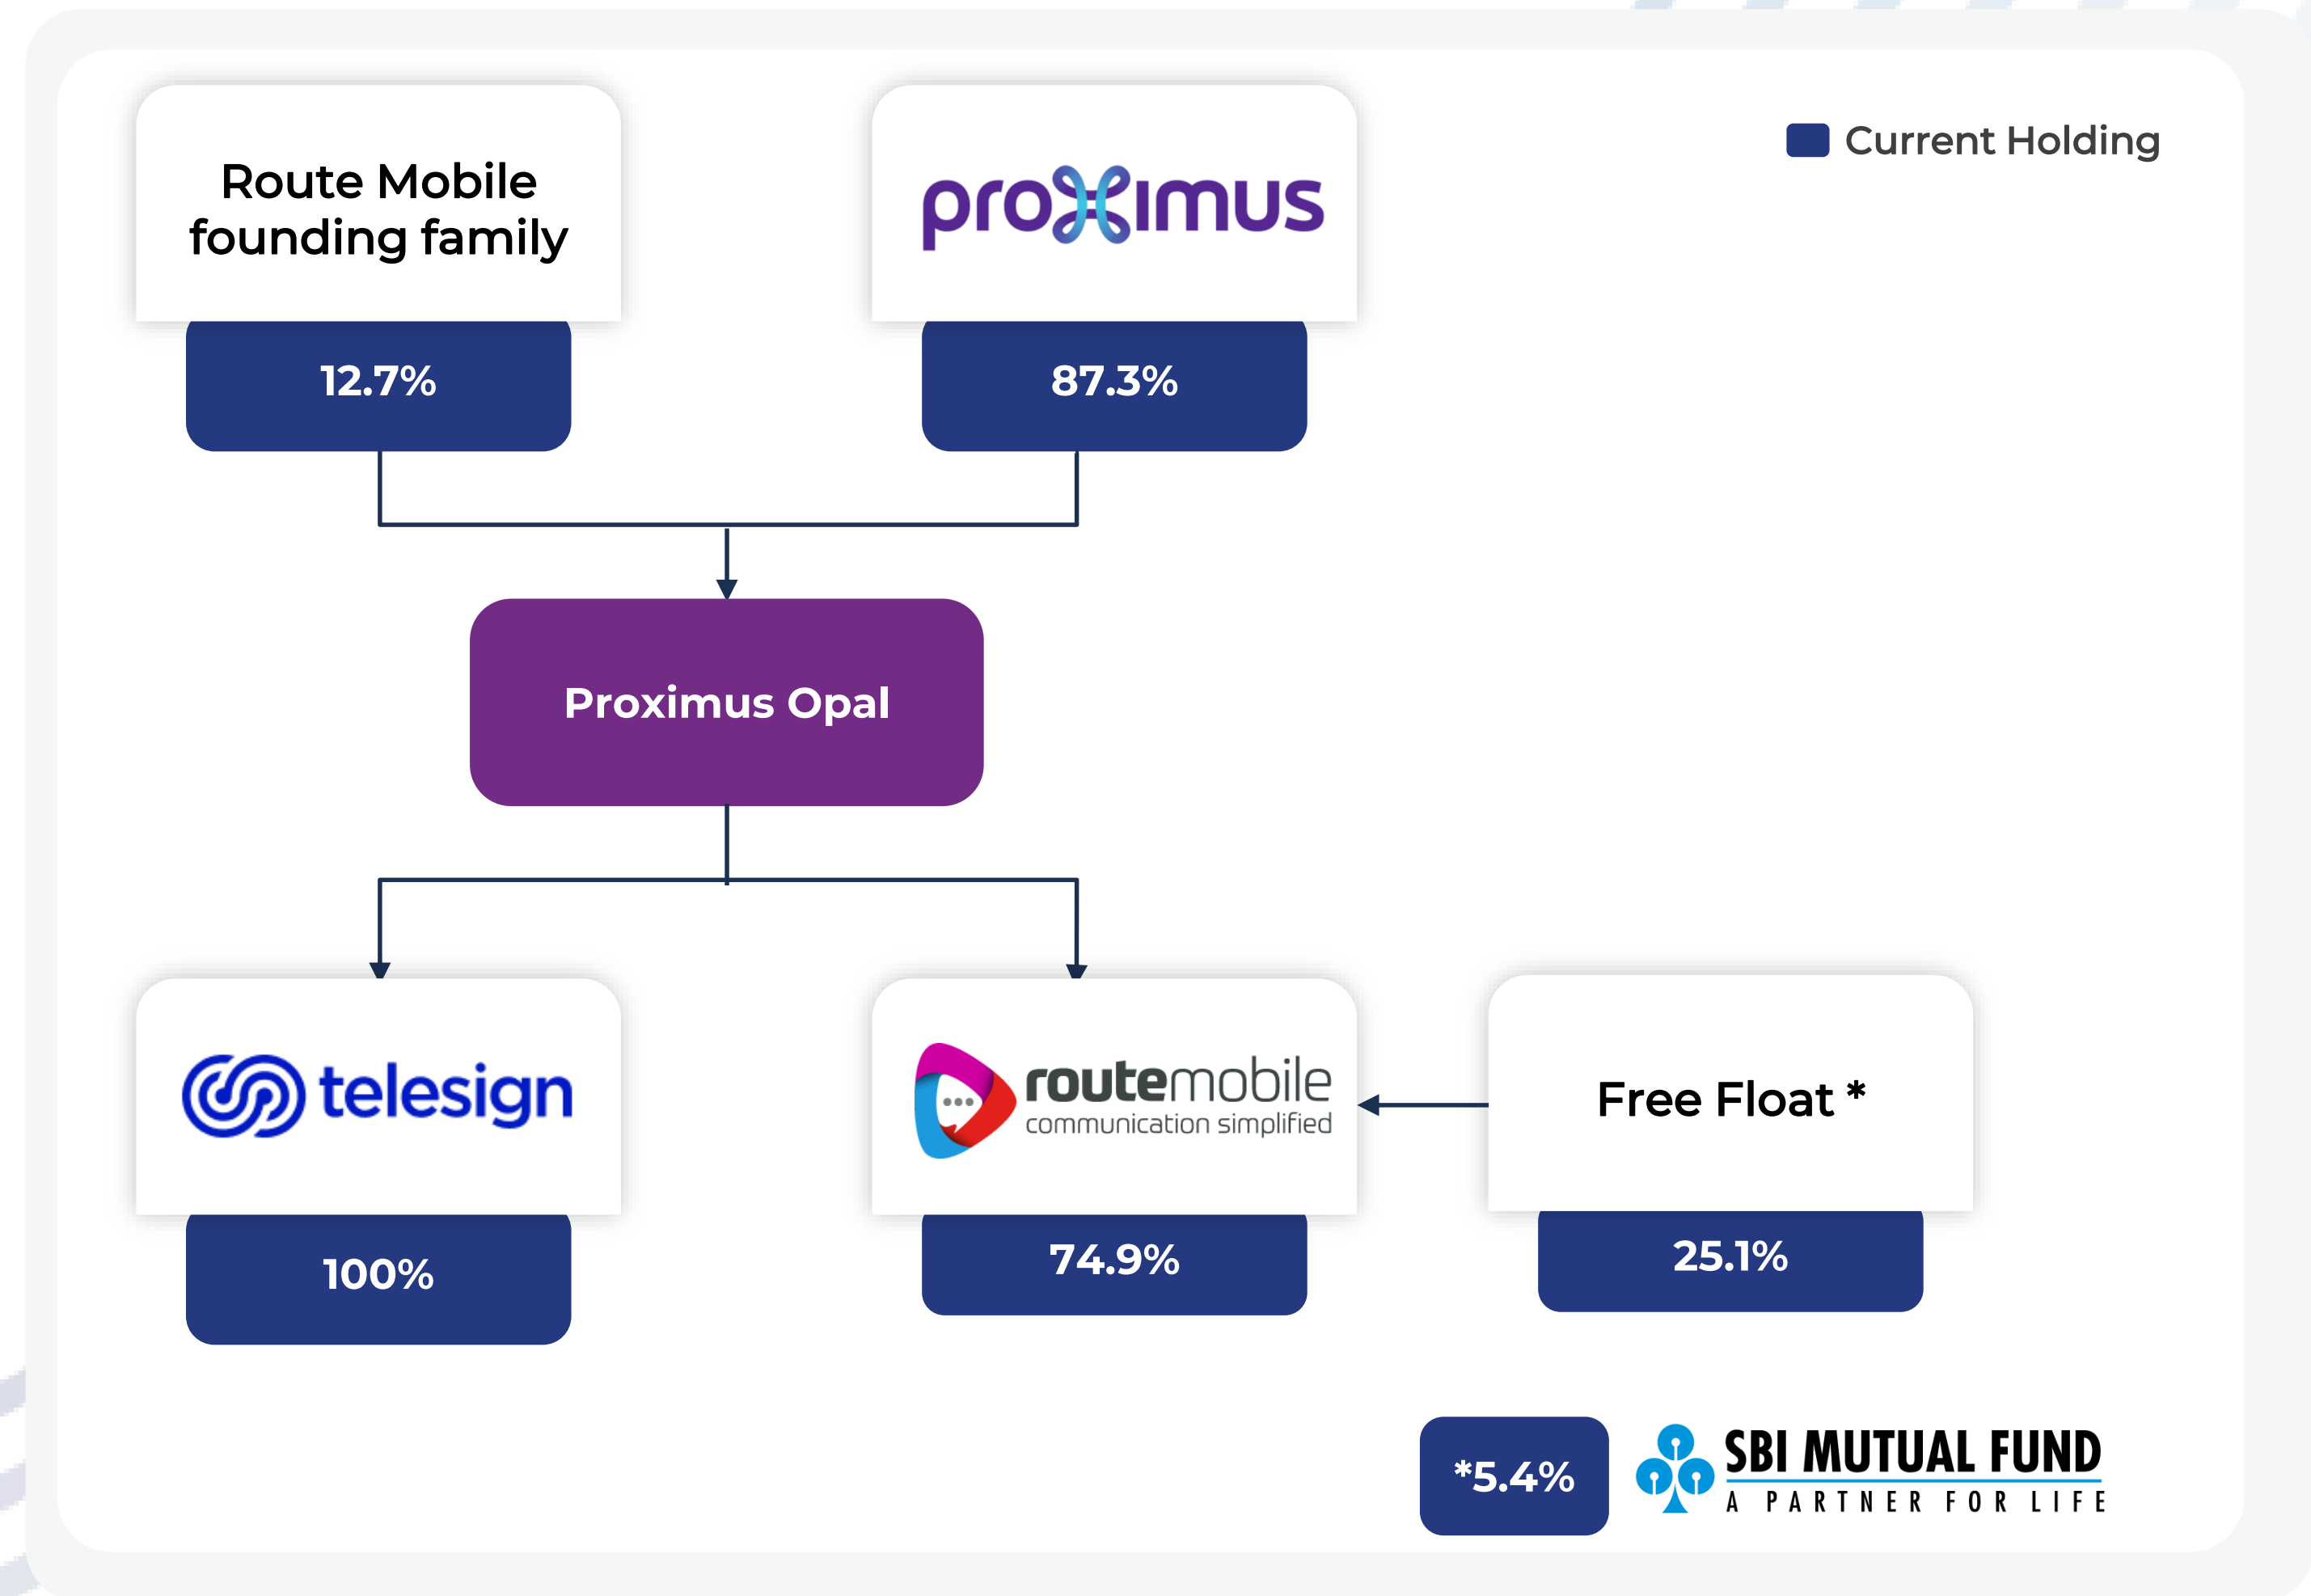 Current Holding
Route Mobile
founding family
proximus
12.7%
87.3%
Proximus Opal
telesign
routemobile
communication simplified
Free Float *
100%
74.9%
25.1%
*5.4%
SBI MUTUAL FUND
A PARTNER FOR LIFE